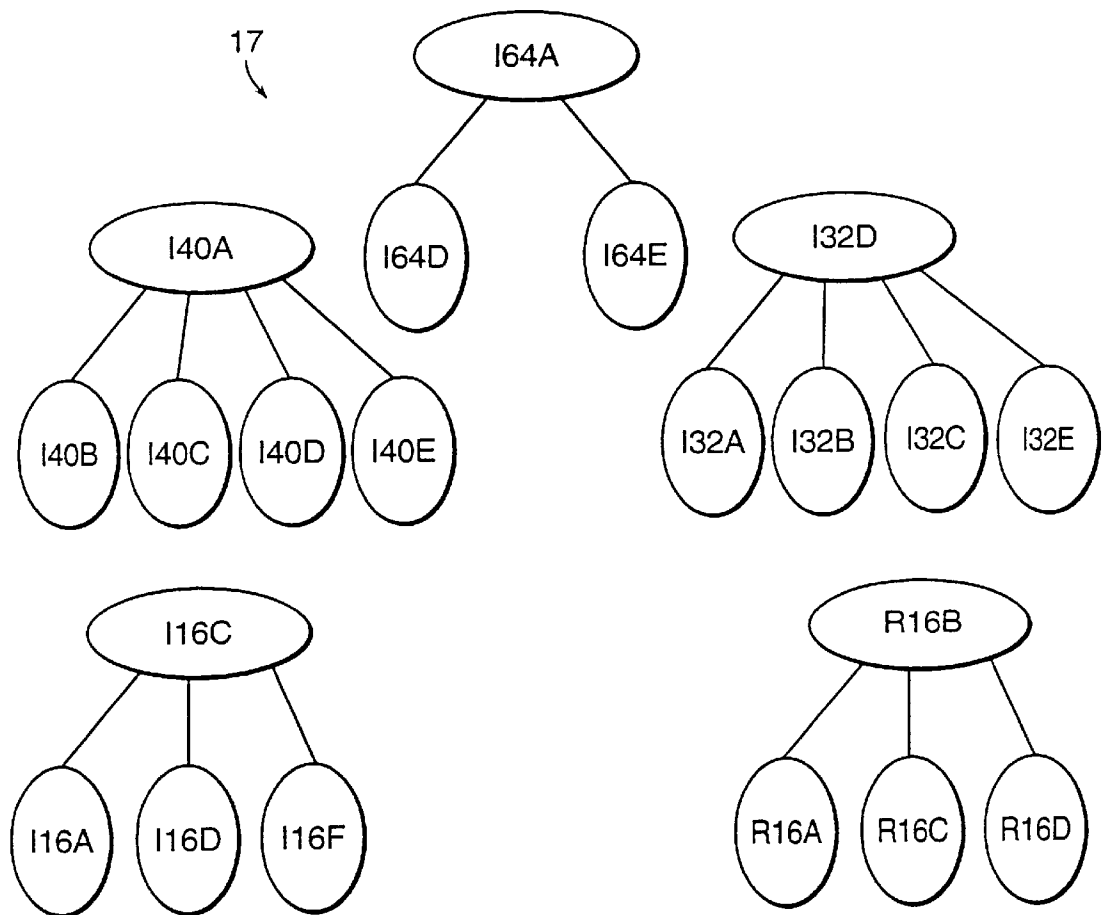 17
I64A
I64D
I64E
I40A
I32D
I40B
I40C
I40D
I40E
I32A
I32B
I32C
I32E
I16C
R16B
I16A
I16D
I16F
R16A
R16C
R16D